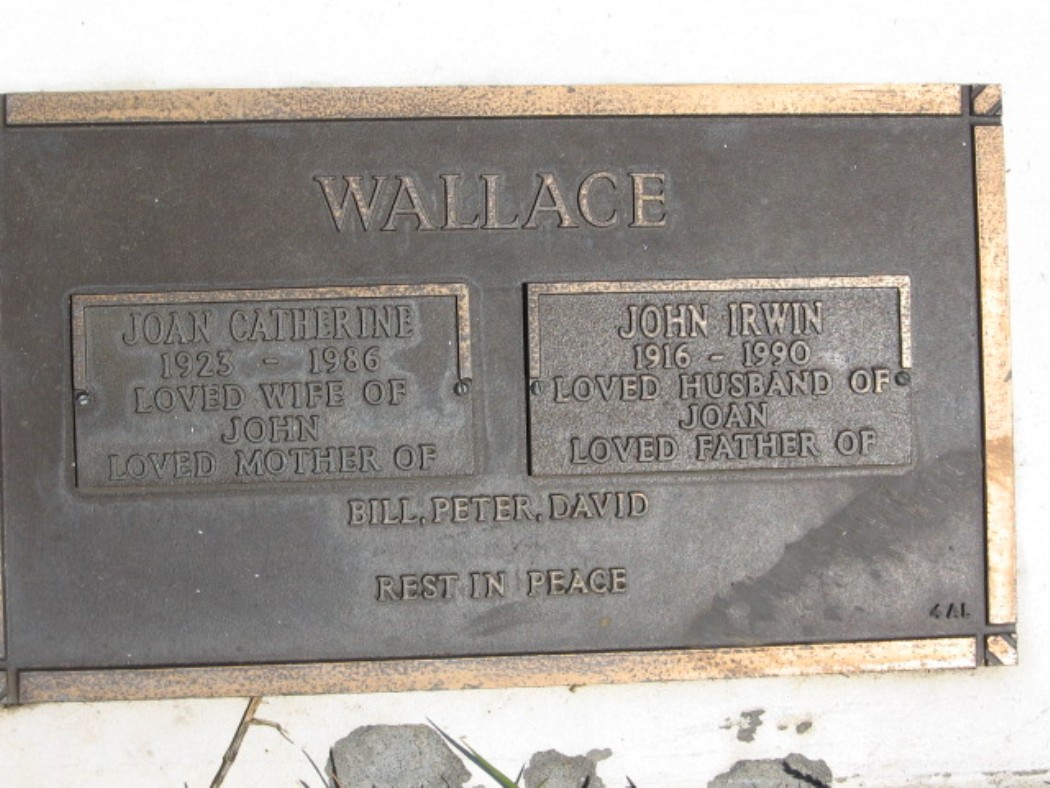 WALLACE
JOAN CATHERINE
1923 - 1986
LOVED WIFE OF
JOHN
LOVED MOTHER OF
JOHN IRWIN
1916 - 1990
LOVED HUSBAND OF
JOAN
LOVED FATHER OF
BILL, PETER, DAVID
REST IN PEACE